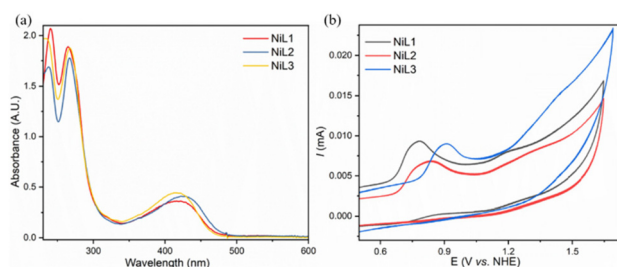 (a)
NiL1
NiL2
NiL3
Absorbance (A.U.)
2.0
1.5
1.0
0.5
0.0
300
400
500
600
Wavelength (nm)
(b)
NiL1
NiL2
NiL3
I (mA)
0.020
0.015
0.010
0.005
0.000
0.6
0.9
1.2
1.5
E (V vs. NHE)